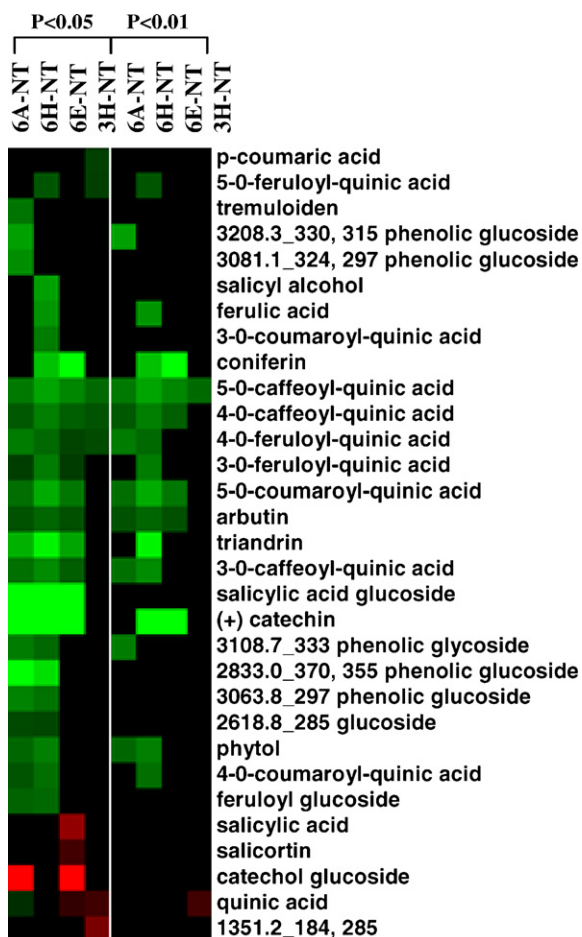 P<0.05 P<0.01
6A-NT 6H-NT 6E-NT 3H-NT 6A-NT 6H-NT 6E-NT 3H-NT
p-coumaric acid
5-0-feruloyl-quinic acid
tremuloiden
3208.3_330, 315 phenolic glucoside
3081.1_324, 297 phenolic glucoside
salicyl alcohol
ferulic acid
3-0-coumaroyl-quinic acid
coniferin
5-0-caffeoyl-quinic acid
4-0-caffeoyl-quinic acid
4-0-feruloyl-quinic acid
3-0-feruloyl-quinic acid
5-0-coumaroyl-quinic acid
arbutin
triandrin
3-0-caffeoyl-quinic acid
salicylic acid glucoside
(+) catechin
3108.7_333 phenolic glycoside
2833.0_370, 355 phenolic glucoside
3063.8_297 phenolic glucoside
2618.8_285 glucoside
phytol
4-0-coumaroyl-quinic acid
feruloyl glucoside
salicylic acid
salicortin
catechol glucoside
quinic acid
1351.2_184, 285